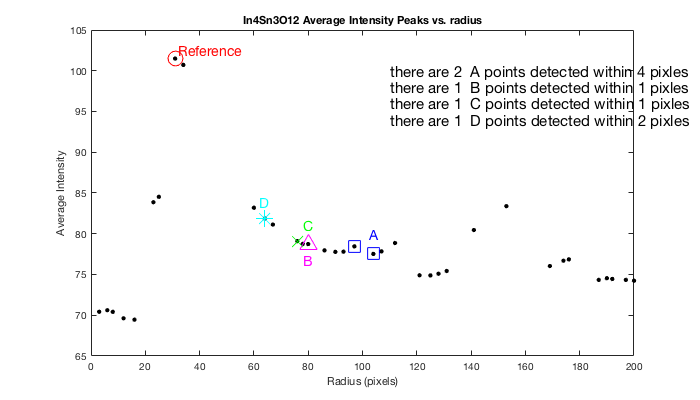 In4Sn3O12 Average Intensity Peaks vs. radius
105
100
95
90
85
80
75
70
65
Average Intensity
Reference
there are 2 A points detected within 4 pixles
there are 1 B points detected within 1 pixles
there are 1 C points detected within 1 pixles
there are 1 D points detected within 2 pixles
D
C
A
B
0 20 40 60 80 100 120 140 160 180 200
Radius (pixels)